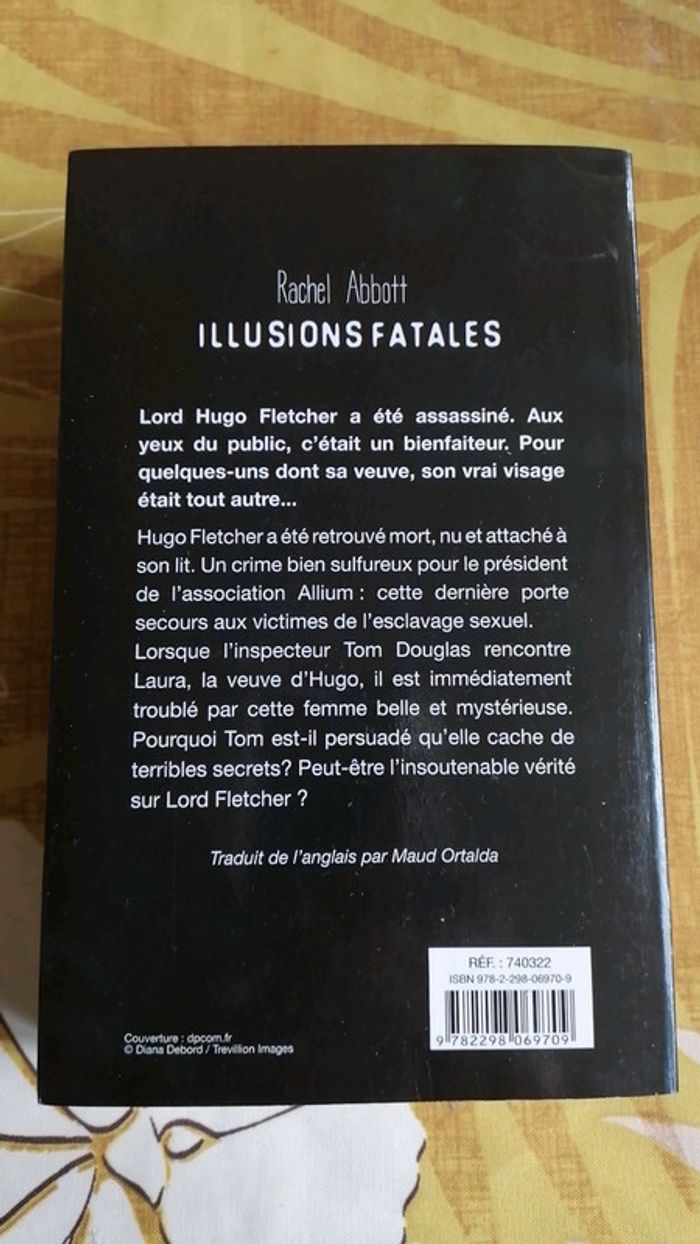 Rachel Abbott
ILLUSIONS FATALES
Lord Hugo Fletcher a été assassiné. Aux
yeux du public, c'était un bienfaiteur. Pour
quelques-uns dont sa veuve, son vrai visage
était tout autre...
Hugo Fletcher a été retrouvé mort, nu et attaché à
son lit. Un crime bien sulfureux pour le président
de l'association Allium : cette dernière porte
secours aux victimes de l'esclavage sexuel.
Lorsque l'inspecteur Tom Douglas rencontre
Laura, la veuve d'Hugo, il est immédiatement
troublé par cette femme belle et mystérieuse.
Pourquoi Tom est-il persuadé qu'elle cache de
terribles secrets? Peut-être l'insoutenable vérité
sur Lord Fletcher ?
Traduit de l'anglais par Maud Ortalda
RÉF. : 740322
ISBN 978-2-298-06970-9
9 782298 069709
Couverture : dpcom.fr
© Diana Debord / Trevillion Images